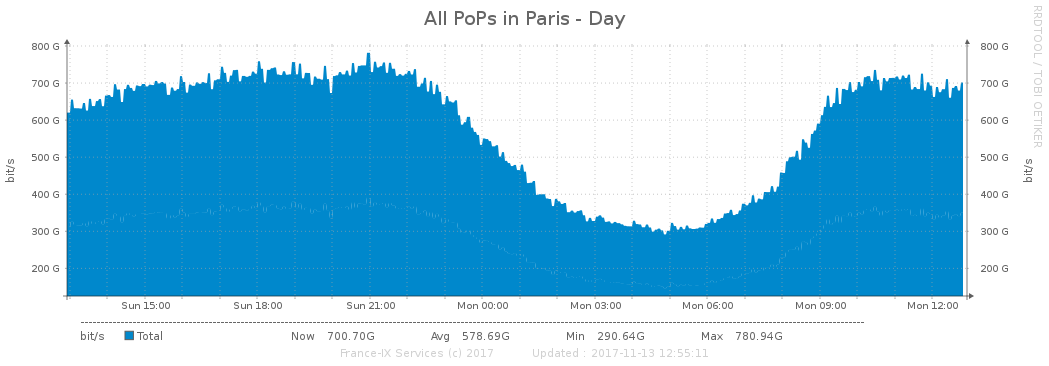 All PoPs in Paris - Day
RRDTOOL / TOBI OETIKER
800 G 800 G
700 G 700 G
600 G 600 G
500 G 500 G
400 G 400 G
300 G 300 G
200 G 200 G
bit/s bit/s
Sun 15:00 Sun 18:00 Sun 21:00 Mon 00:00 Mon 03:00 Mon 06:00 Mon 09:00 Mon 12:00
bit/s Total Now 700.70G Avg 578.69G Min 290.64G Max 780.94G
France-IX Services (c) 2017 Updated : 2017-11-13 12:55:11